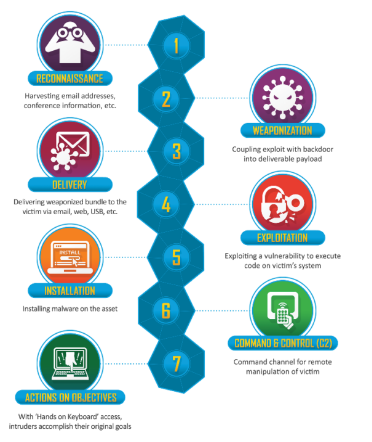 1
RECONNAISSANCE
Harvesting email addresses,
conference information, etc.
2
WEAPONIZATION
Coupling exploit with backdoor
into deliverable payload
3
DELIVERY
Delivering weaponized bundle to the
victim via email, web, USB, etc.
4
EXPLOITATION
Exploiting a vulnerability to execute
code on victim's system
5
INSTALL
INSTALLATION
Installing malware on the asset
6
COMMAND & CONTROL (C2)
Command channel for remote
manipulation of victim
7
ACTIONS ON OBJECTIVES
With 'Hands on Keyboard' access,
intruders accomplish their original goals